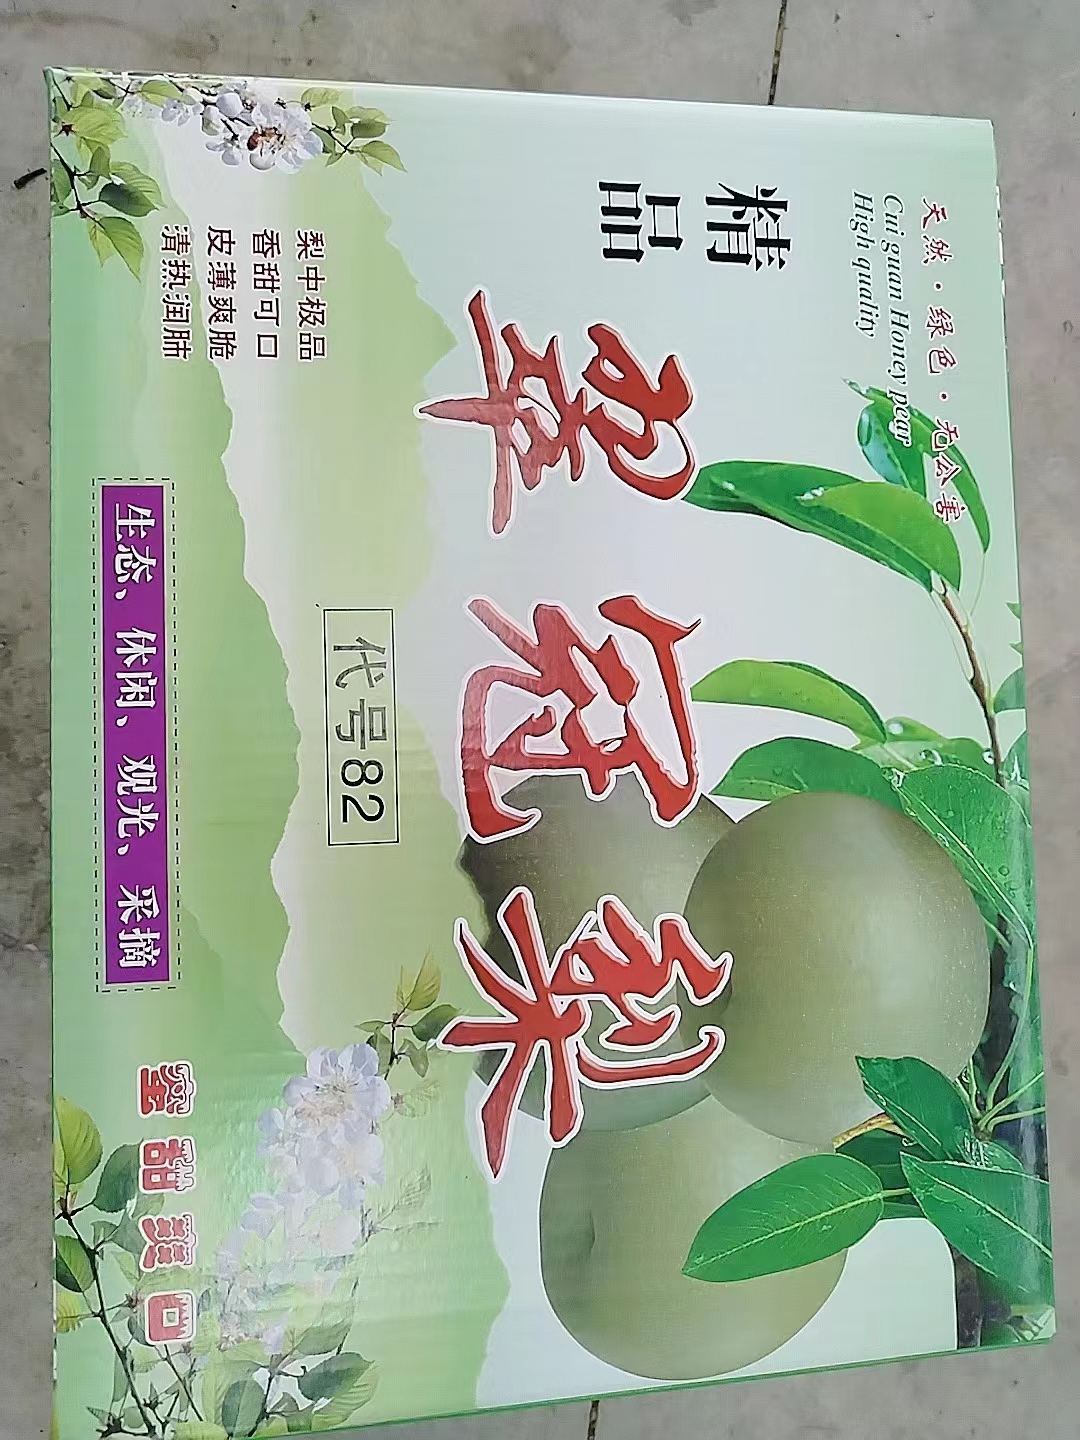 天然·绿色·无公害
Cui guan Honey pear
High quality
精品
翠冠梨
代号82
梨中极品
香甜可口
皮薄爽脆
清热润肺
生态、休闲、观光、采摘
蜜甜爽口